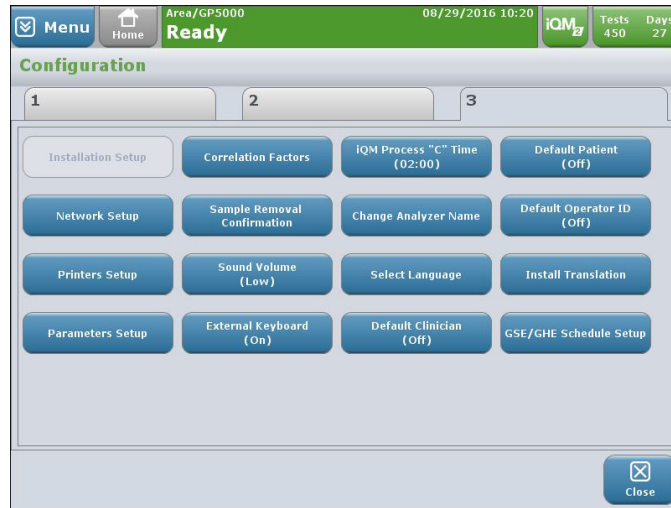 Menu
Home
Area/GP5000
08/29/2016 10:20
Ready
iQM2
Tests Days
450 27
Configuration
1
2
3
Installation Setup
Correlation Factors
iQM Process "C" Time
(02:00)
Default Patient
(Off)
Network Setup
Sample Removal
Confirmation
Change Analyzer Name
Default Operator ID
(Off)
Printers Setup
Sound Volume
(Low)
Select Language
Install Translation
Parameters Setup
External Keyboard
(On)
Default Clinician
(Off)
GSE/GHE Schedule Setup
Close